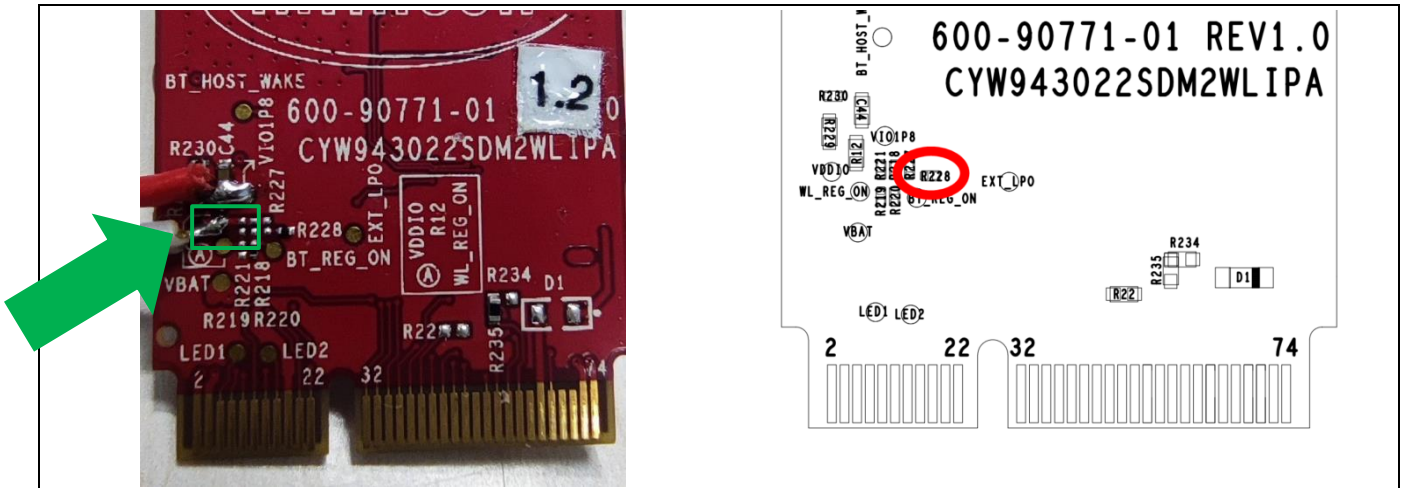 BT_HOST_WAKE
1.2
600-90771-01
0
CYW943022SDM2WLIPA
R230
C44
VIO1P8
R227
EXT_LPO
VDDIO
R12
WL_REG_ON
A
R228
BT_REG_ON
A
VBAT
R221
R218
R219 R220
R234
D1
R22
R235
LED1
LED2
2
22
32
74
BT_HOST_W
600-90771-01 REV1.0
CYW943022SDM2WLIPA
R230
C44
R229
VIO1P8
R12
R221
R218
R227
VDDIO
R228
EXT_LPO
WL_REG_ON
R219
R220
BT_REG_ON
VBAT
R234
R235
D1
R22
LED1
LED2
2
22
32
74